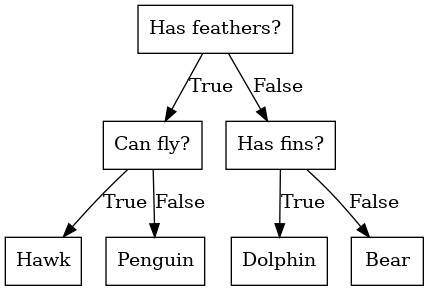 Has feathers?
True
False
Can fly?
Has fins?
True
False
True
False
Hawk
Penguin
Dolphin
Bear